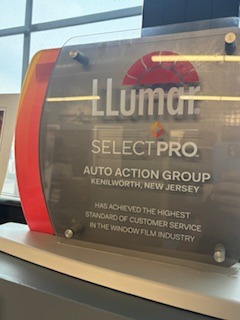 LLumar
SELECTPRO
AUTO ACTION GROUP
KENILWORTH, NEW JERSEY
HAS ACHIEVED THE HIGHEST
STANDARD OF CUSTOMER SERVICE
IN THE WINDOW FILM INDUSTRY